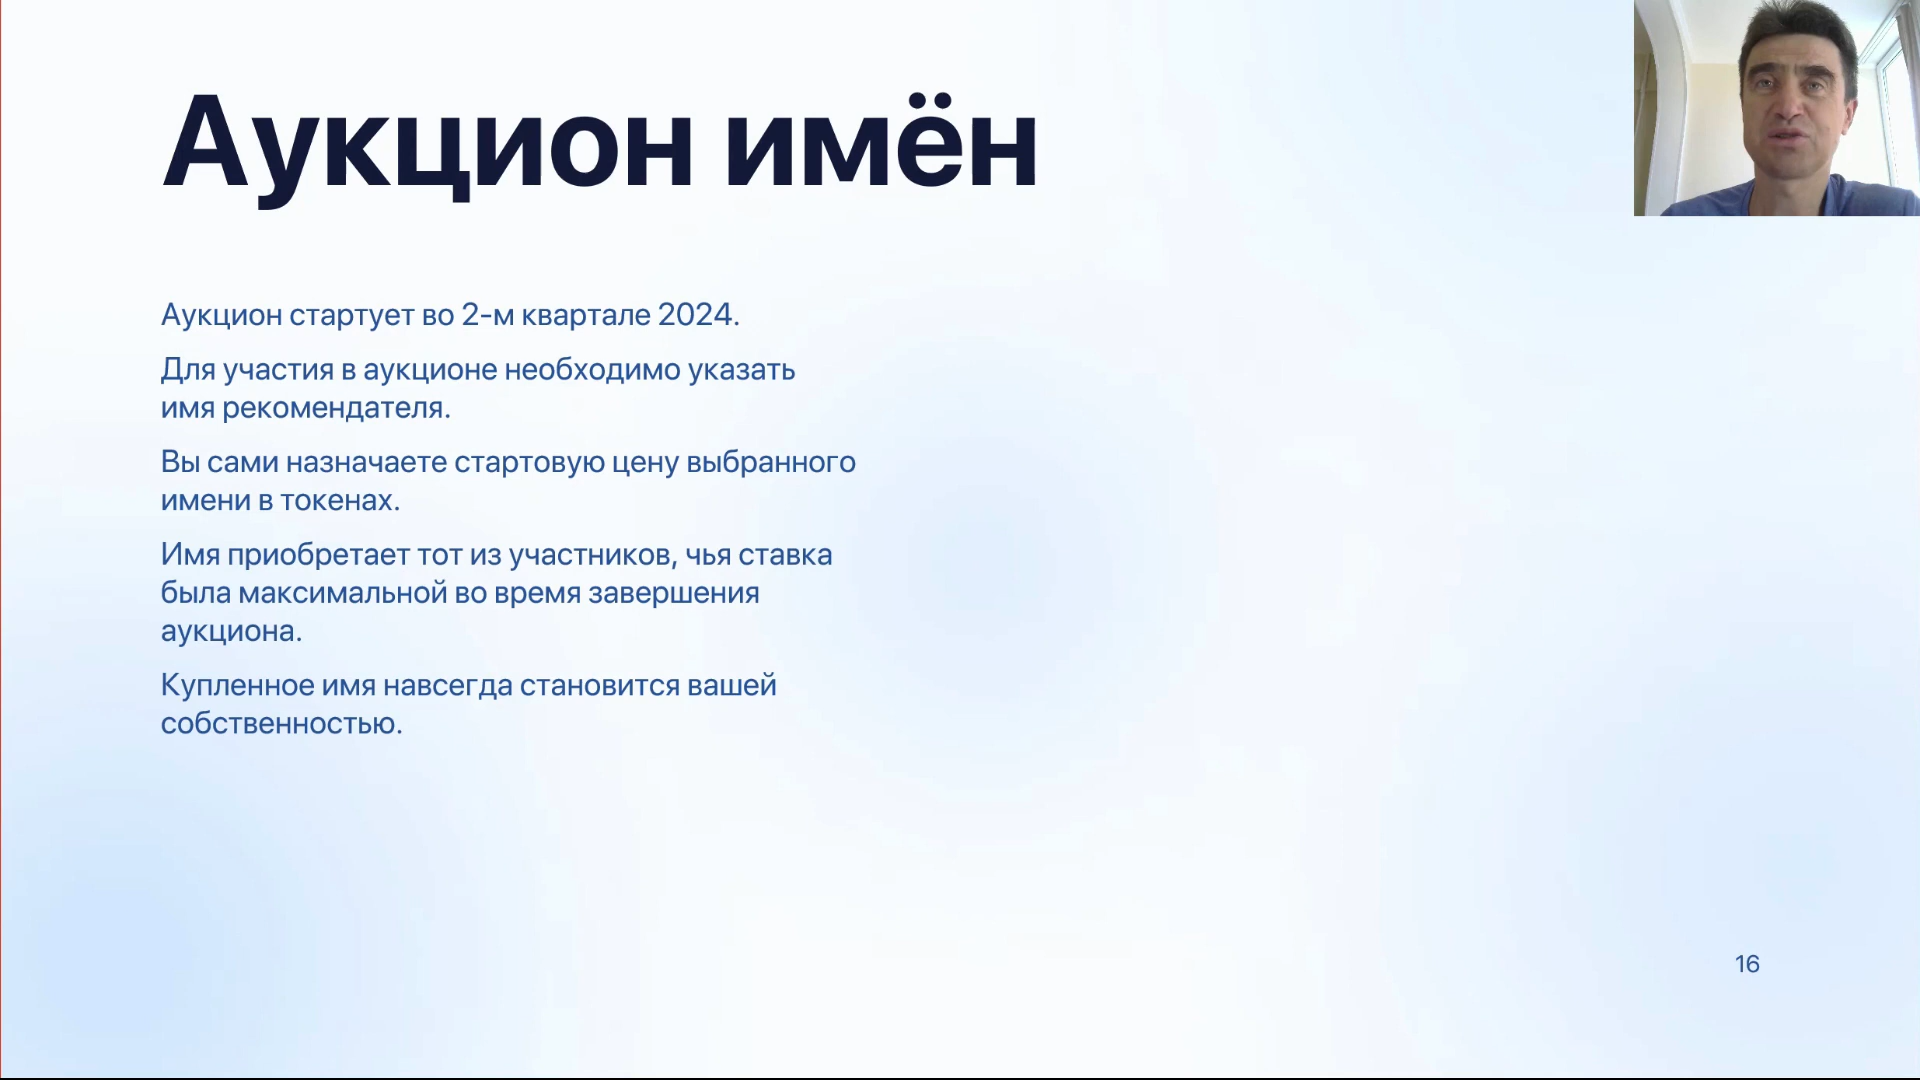 Аукцион имён
Аукцион стартует во 2-м квартале 2024.
Для участия в аукционе необходимо указать
имя рекомендателя.
Вы сами назначаете стартовую цену выбранного
имени в токенах.
Имя приобретает тот из участников, чья ставка
была максимальной во время завершения
аукциона.
Купленное имя навсегда становится вашей
собственностью.
16